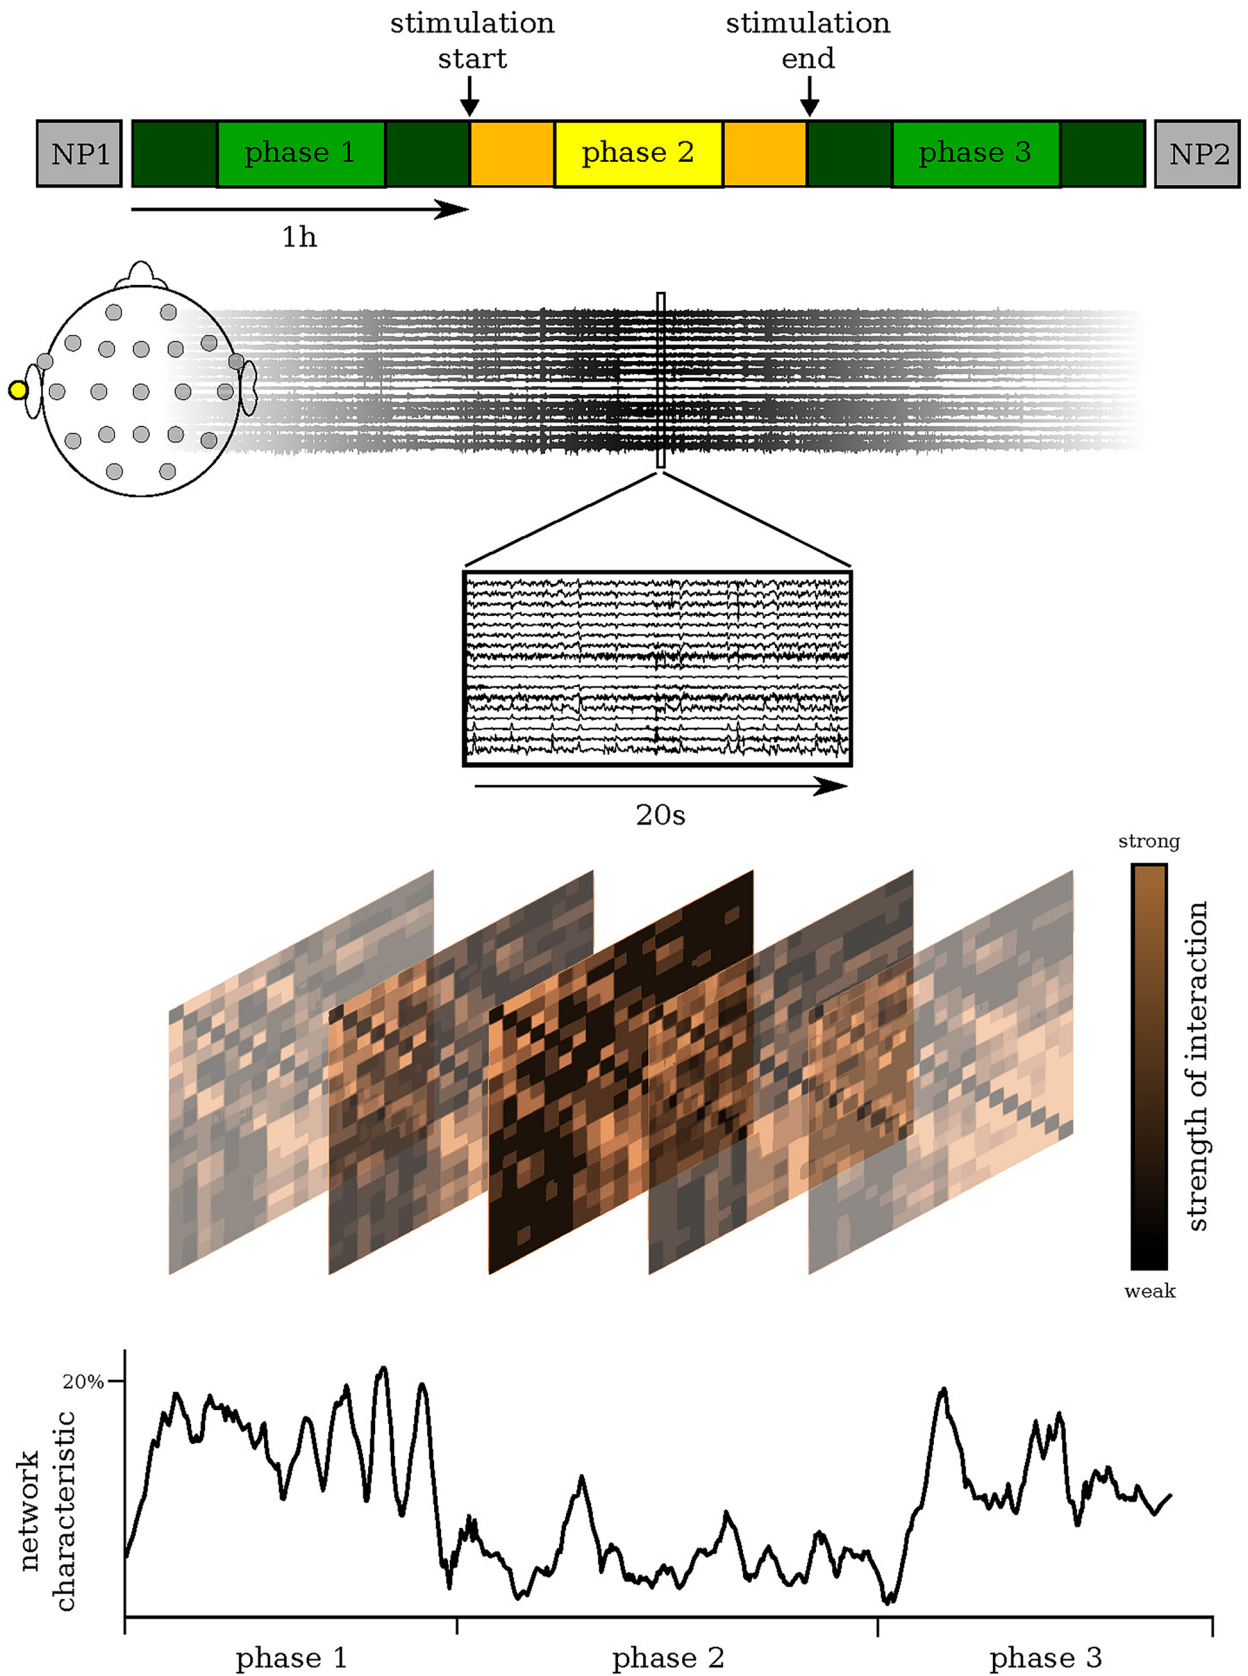 stimulation
start
stimulation
end
NP1
phase 1
phase 2
phase 3
NP2
1h
20s
strong
strength of interaction
weak
20%
network
characteristic
phase 1
phase 2
phase 3